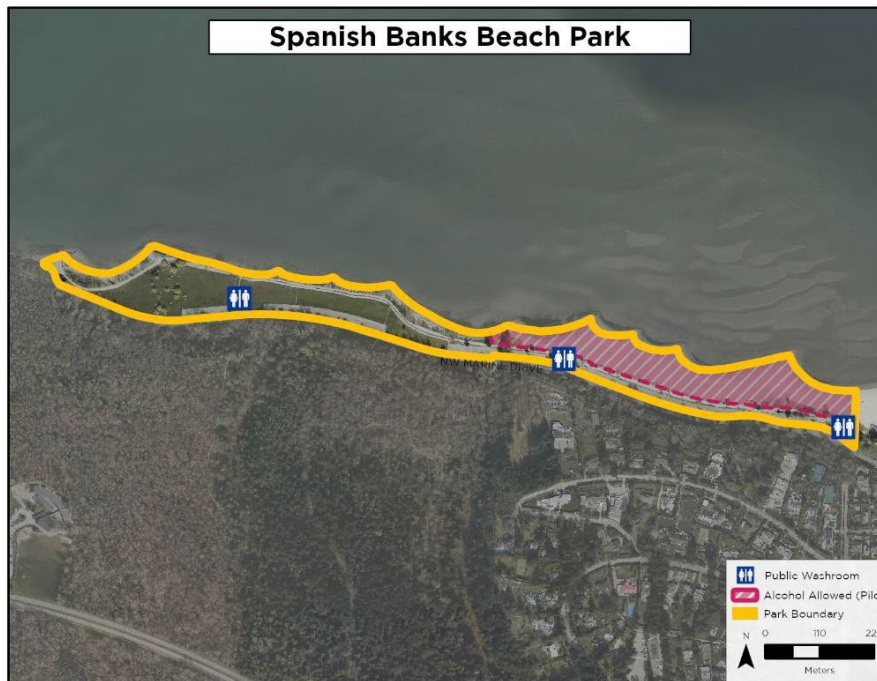 Spanish Banks Beach Park
NW MARINE DRIVE
Public Washroom
Alcohol Allowed (Pilo
Park Boundary
N
0 110 22
Meters